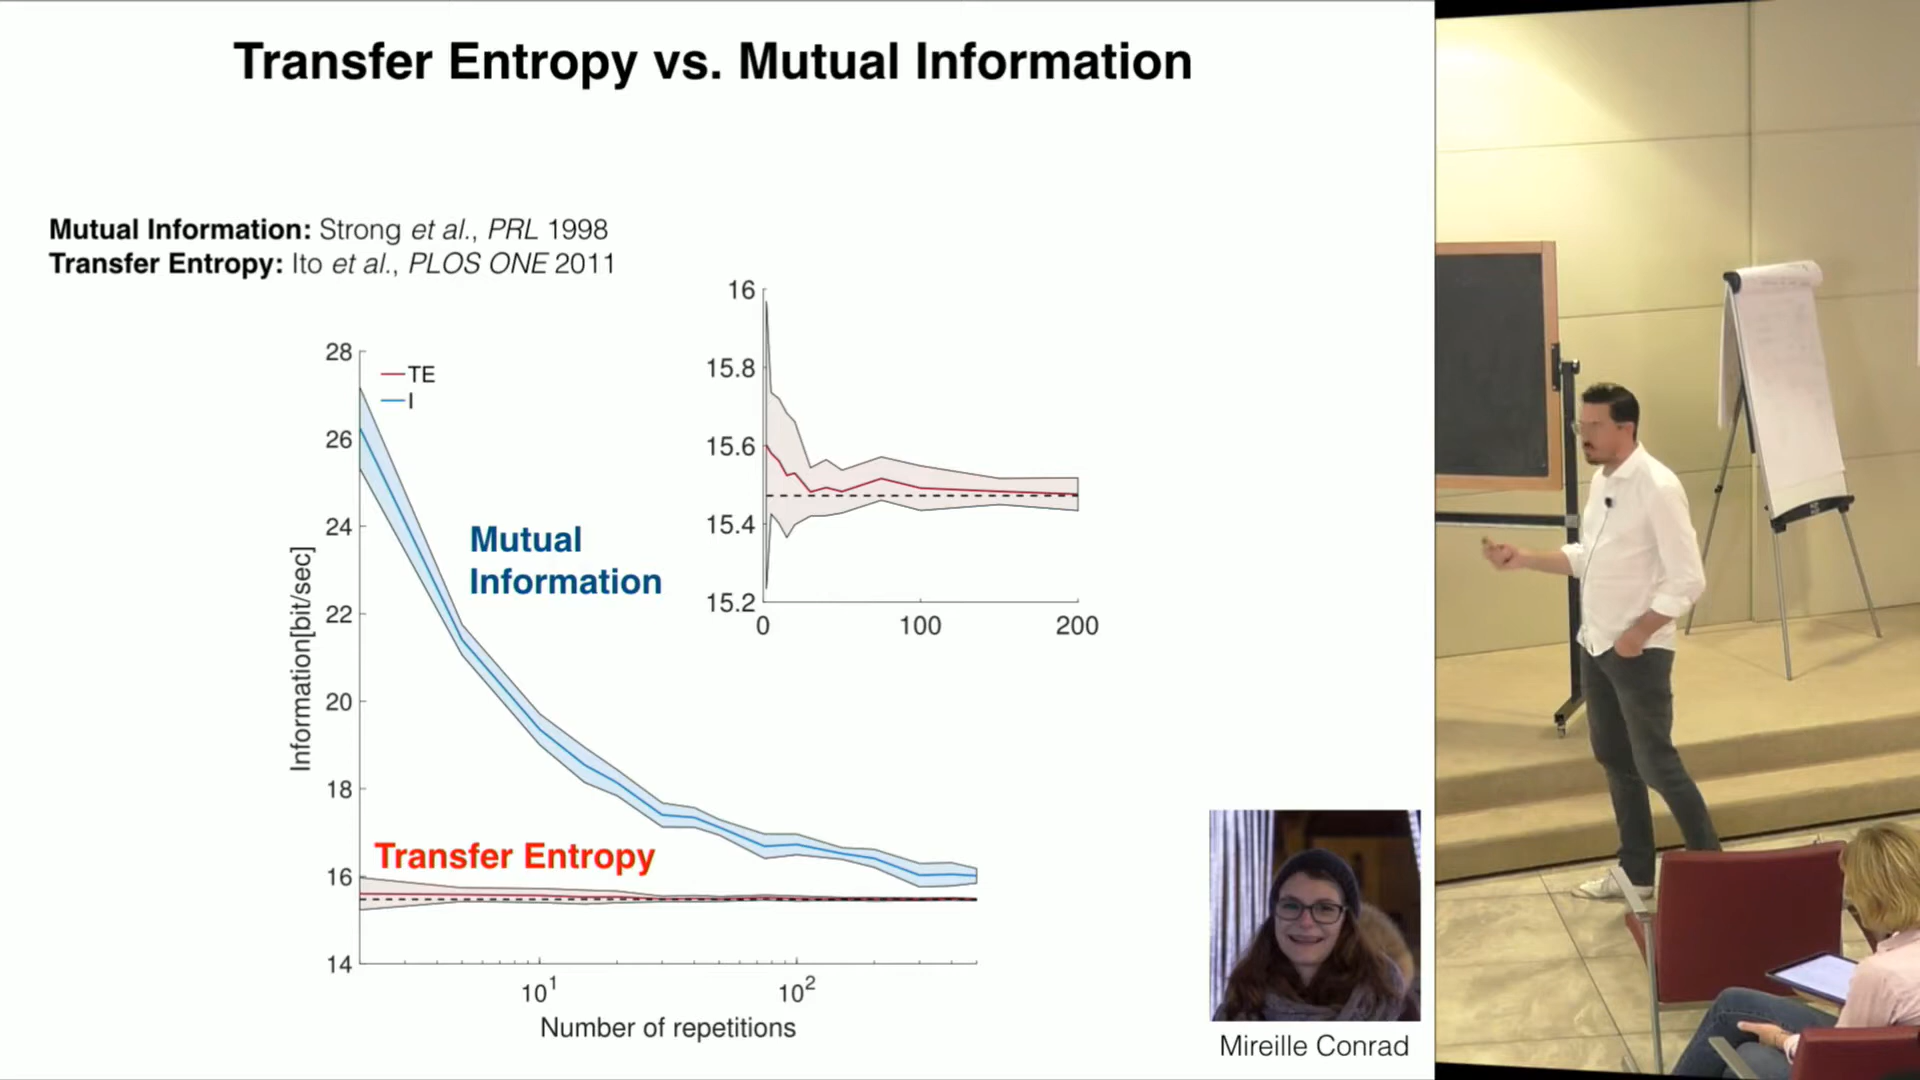 Transfer Entropy vs. Mutual Information
Mutual Information: Strong et al., PRL 1998
Transfer Entropy: Ito et al., PLOS ONE 2011
16
15.8
15.6
15.4
15.2
0 100 200
28
26
24
22
20
18
16
14
TE
I
Mutual
Information
Transfer Entropy
Information[bit/sec]
10¹ 10²
Number of repetitions
Mireille Conrad